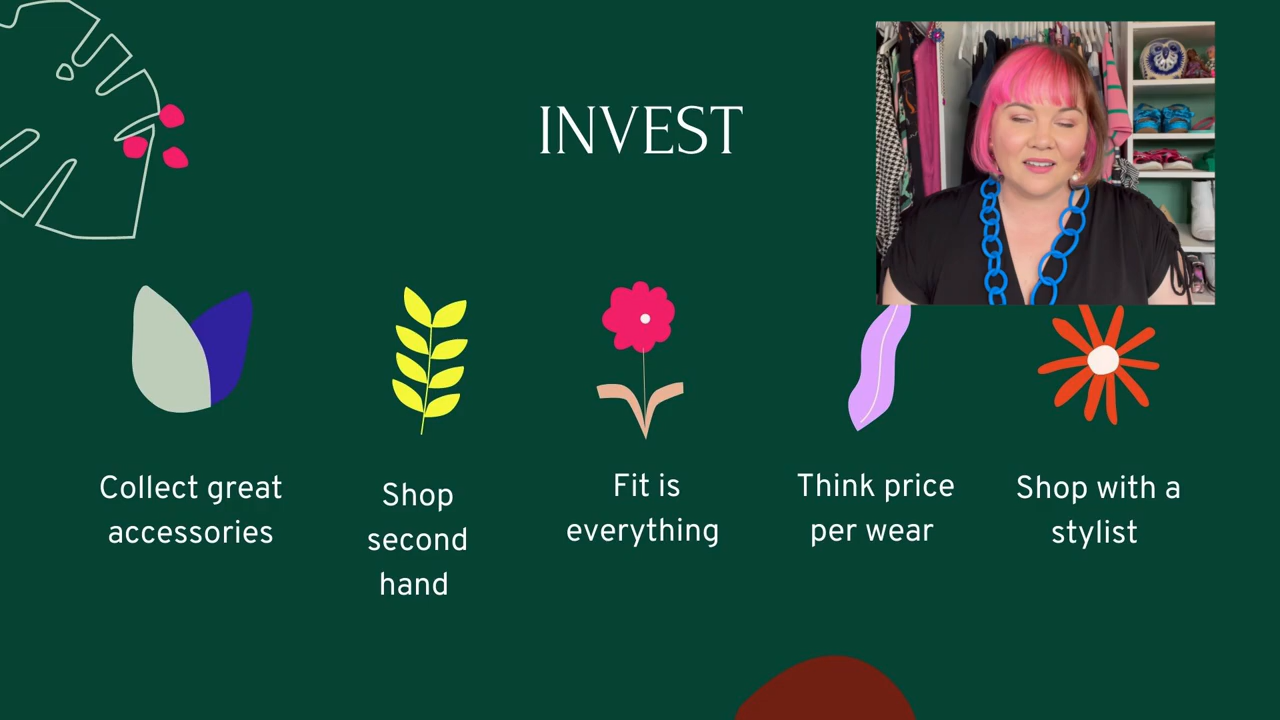 INVEST
Collect great
accessories
Shop
second
hand
Fit is
everything
Think price
per wear
Shop with a
stylist